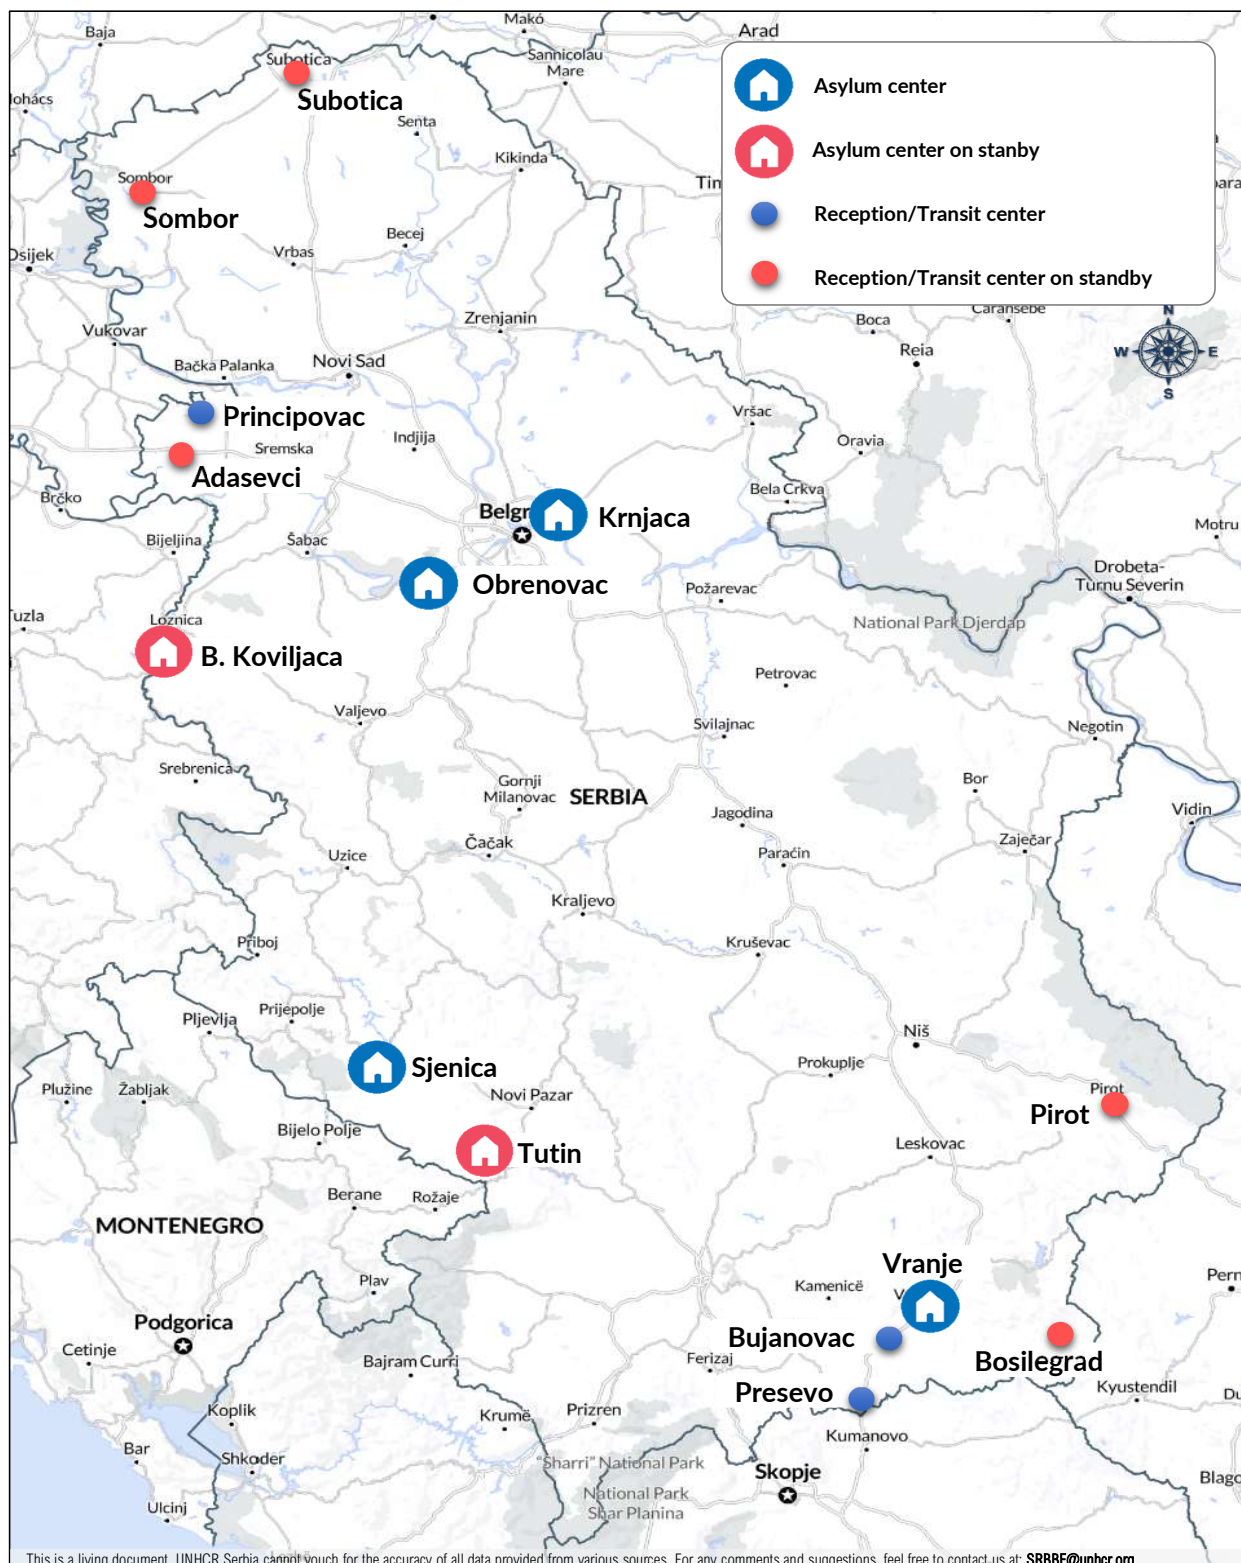 Baja
Makó
Arad
Subotica
Sannicolau
Mare
Subotica
Senta
Kikinda
Sombor
Sombor
Becej
Vrbas
Osijek
Zrenjanin
Vukovar
Bačka Palanka
Novi Sad
Asylum center
Asylum center on stanby
Reception/Transit center
Reception/Transit center on standby
Boca
Caransebe
Reia
N
W
E
S
Principovac
Vršac
Indjija
Sremska
Oravia
Adasevci
Brčko
Bela Crkva
Belgr
Krnjaca
Motru
Bijeljina
Šabac
Obrenovac
Požarevac
Drobeta-
Turnu Severin
Loznica
National Park Djerdap
B. Koviljaca
Petrovac
Valjevo
Svilajnac
Negotin
Srebrenica
Gornji
Milanovac
SERBIA
Bor
Jagodina
Vidin
Čačak
Zaječar
Uzice
Paraćin
Kraljevo
Priboj
Kruševac
Prijepolje
Pljevlja
Niš
Sjenica
Prokuplje
Plužine
Žabljak
Novi Pazar
Pirot
Pirot
Bijelo Polje
Tutin
Leskovac
Berane
Rožaje
MONTENEGRO
Vranje
Plav
Kamenicë
Podgorica
Bujanovac
Cetinje
Bajram Curri
Ferizaj
Bosilegrad
Presevo
Kyustendil
Koplik
Krumë
Prizren
Kumanovo
Bar
Shkoder
"Sharri" National Park
Skopje
National Park
Shar Planina
Ulcinj
This is a living document. UNHCR Serbia cannot vouch for the accuracy of all data provided from various sources. For any comments and suggestions, feel free to contact us at: SRBBE@unhcr.org